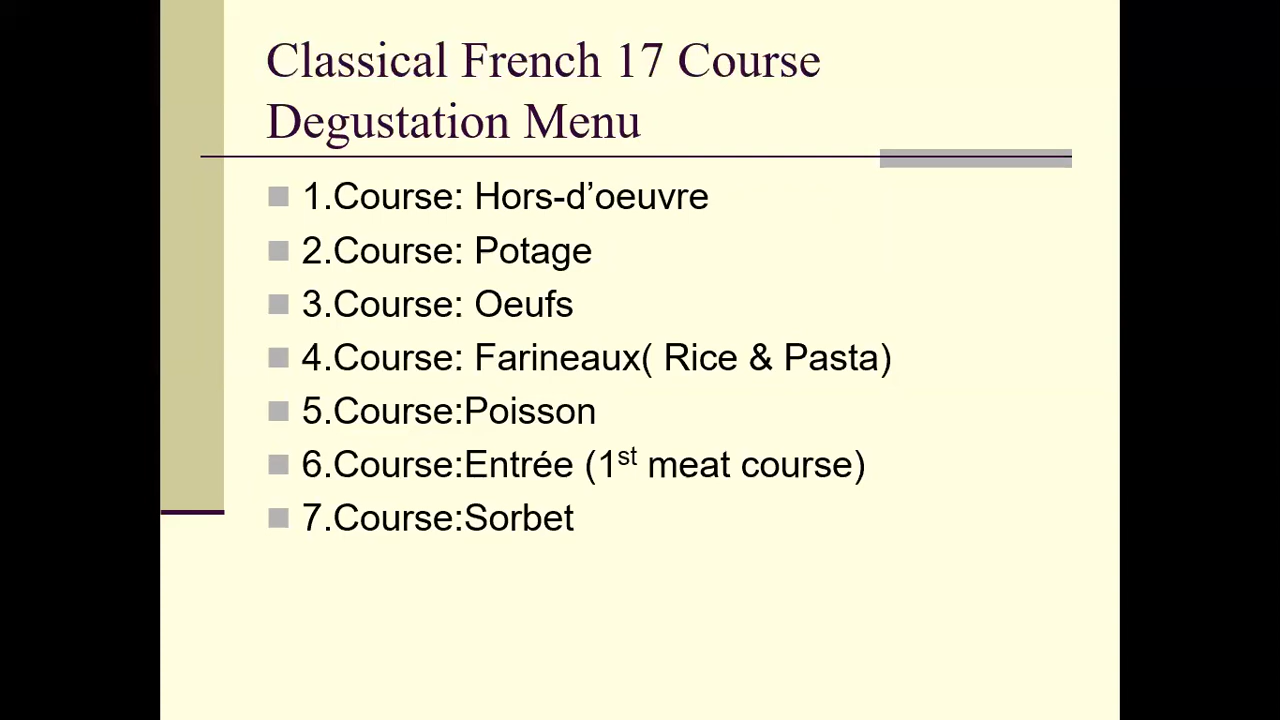 Classical French 17 Course
Degustation Menu
1.Course: Hors-d’oeuvre
2.Course: Potage
3.Course: Oeufs
4.Course: Farineaux( Rice & Pasta)
5.Course:Poisson
6.Course:Entrée (1st meat course)
7.Course:Sorbet